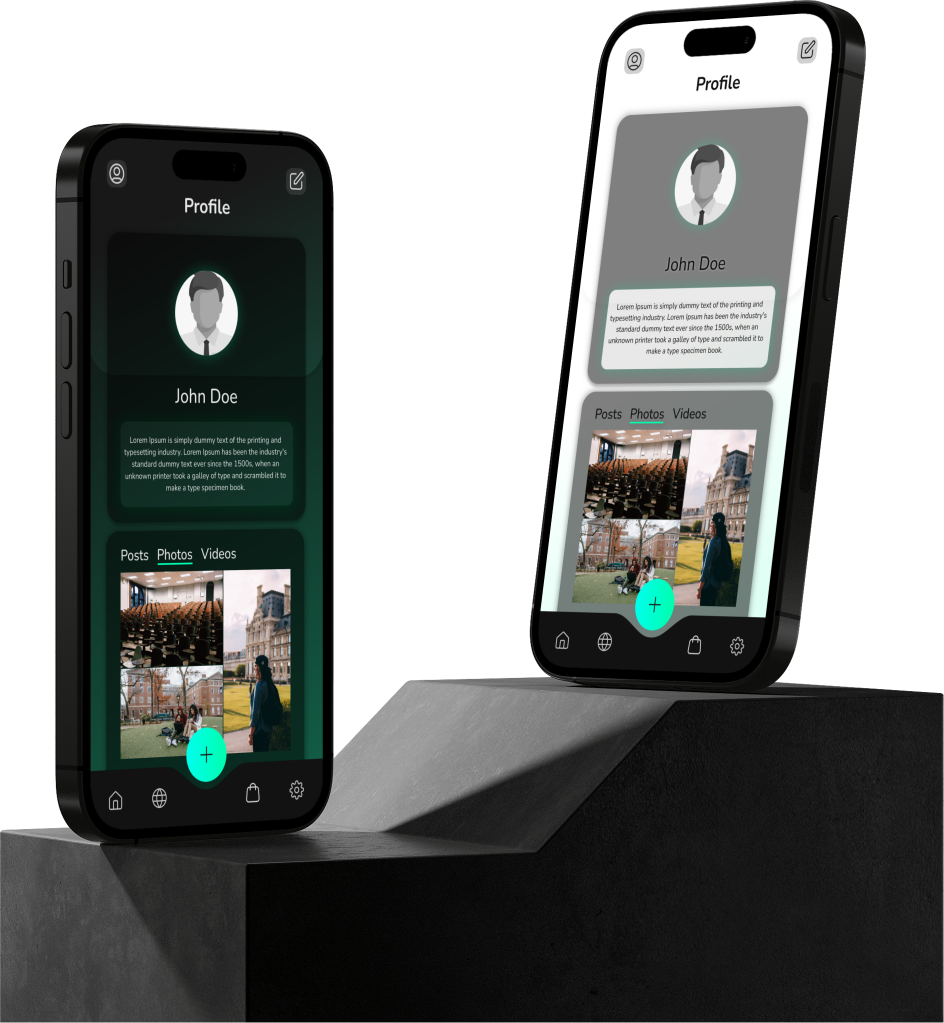 Profile
John Doe
Lorem Ipsum is simply dummy text of the printing and
typesetting industry. Lorem Ipsum has been the industry's
standard dummy text ever since the 1500s, when an
unknown printer took a galley of type and scrambled it to
make a type specimen book.
Posts Photos Videos
+
Profile
John Doe
Lorem Ipsum is simply dummy text of the printing and
typesetting industry. Lorem Ipsum has been the industry's
standard dummy text ever since the 1500s, when an
unknown printer took a galley of type and scrambled it to
make a type specimen book.
Posts Photos Videos
+